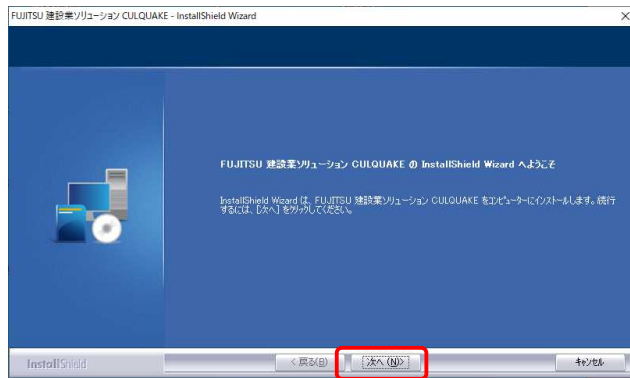 FUJITSU 建設業ソリューション CULQUAKE - InstallShield Wizard
FUJITSU 建設業ソリューション CULQUAKE の InstallShield Wizard へようこそ
InstallShield Wizard は、FUJITSU 建設業ソリューション CULQUAKE をコンピューターにインストールします。続行
するには、[次へ] をクリックしてください。
InstallShield
< 戻る(B)
次へ (N)>
キャンセル